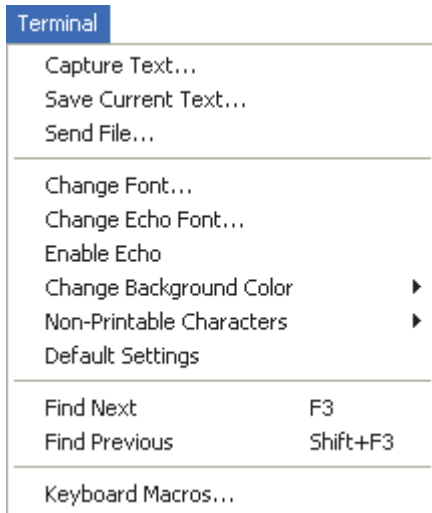 Terminal
Capture Text...
Save Current Text...
Send File...
Change Font...
Change Echo Font...
Enable Echo
Change Background Color
Non-Printable Characters
Default Settings
Find Next F3
Find Previous Shift+F3
Keyboard Macros...